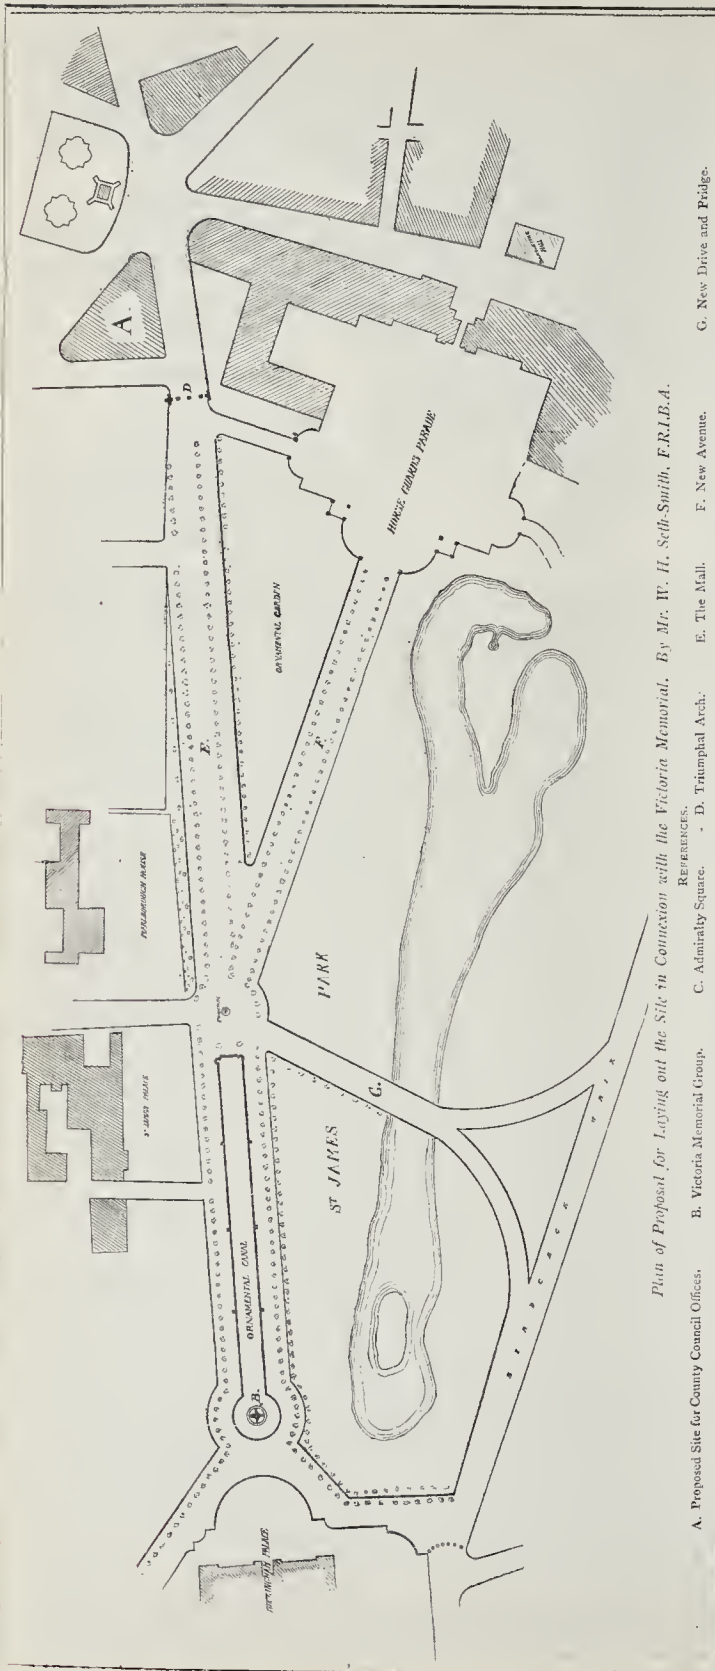 A.
D
HORSE GUARDS PARADE
ORNAMENTAL GARDEN
E.
F.
MARLBOROUGH HOUSE
PARK
ST JAMES PALACE
G.
ST JAMES
ORNAMENTAL CANAL
B.
BIRDCAGE WALK
BUCKINGHAM PALACE
Plan of Proposal for Laying out the Site in Connexion with the Victoria Memorial. By Mr. W. H. Seth-Smith, F.R.I.B.A.
REFERENCES.
A. Proposed Site for County Council Offices. B. Victoria Memorial Group. C. Admiralty Square. D. Triumphal Arch. E. The Mall. F. New Avenue. G. New Drive and Pridge.